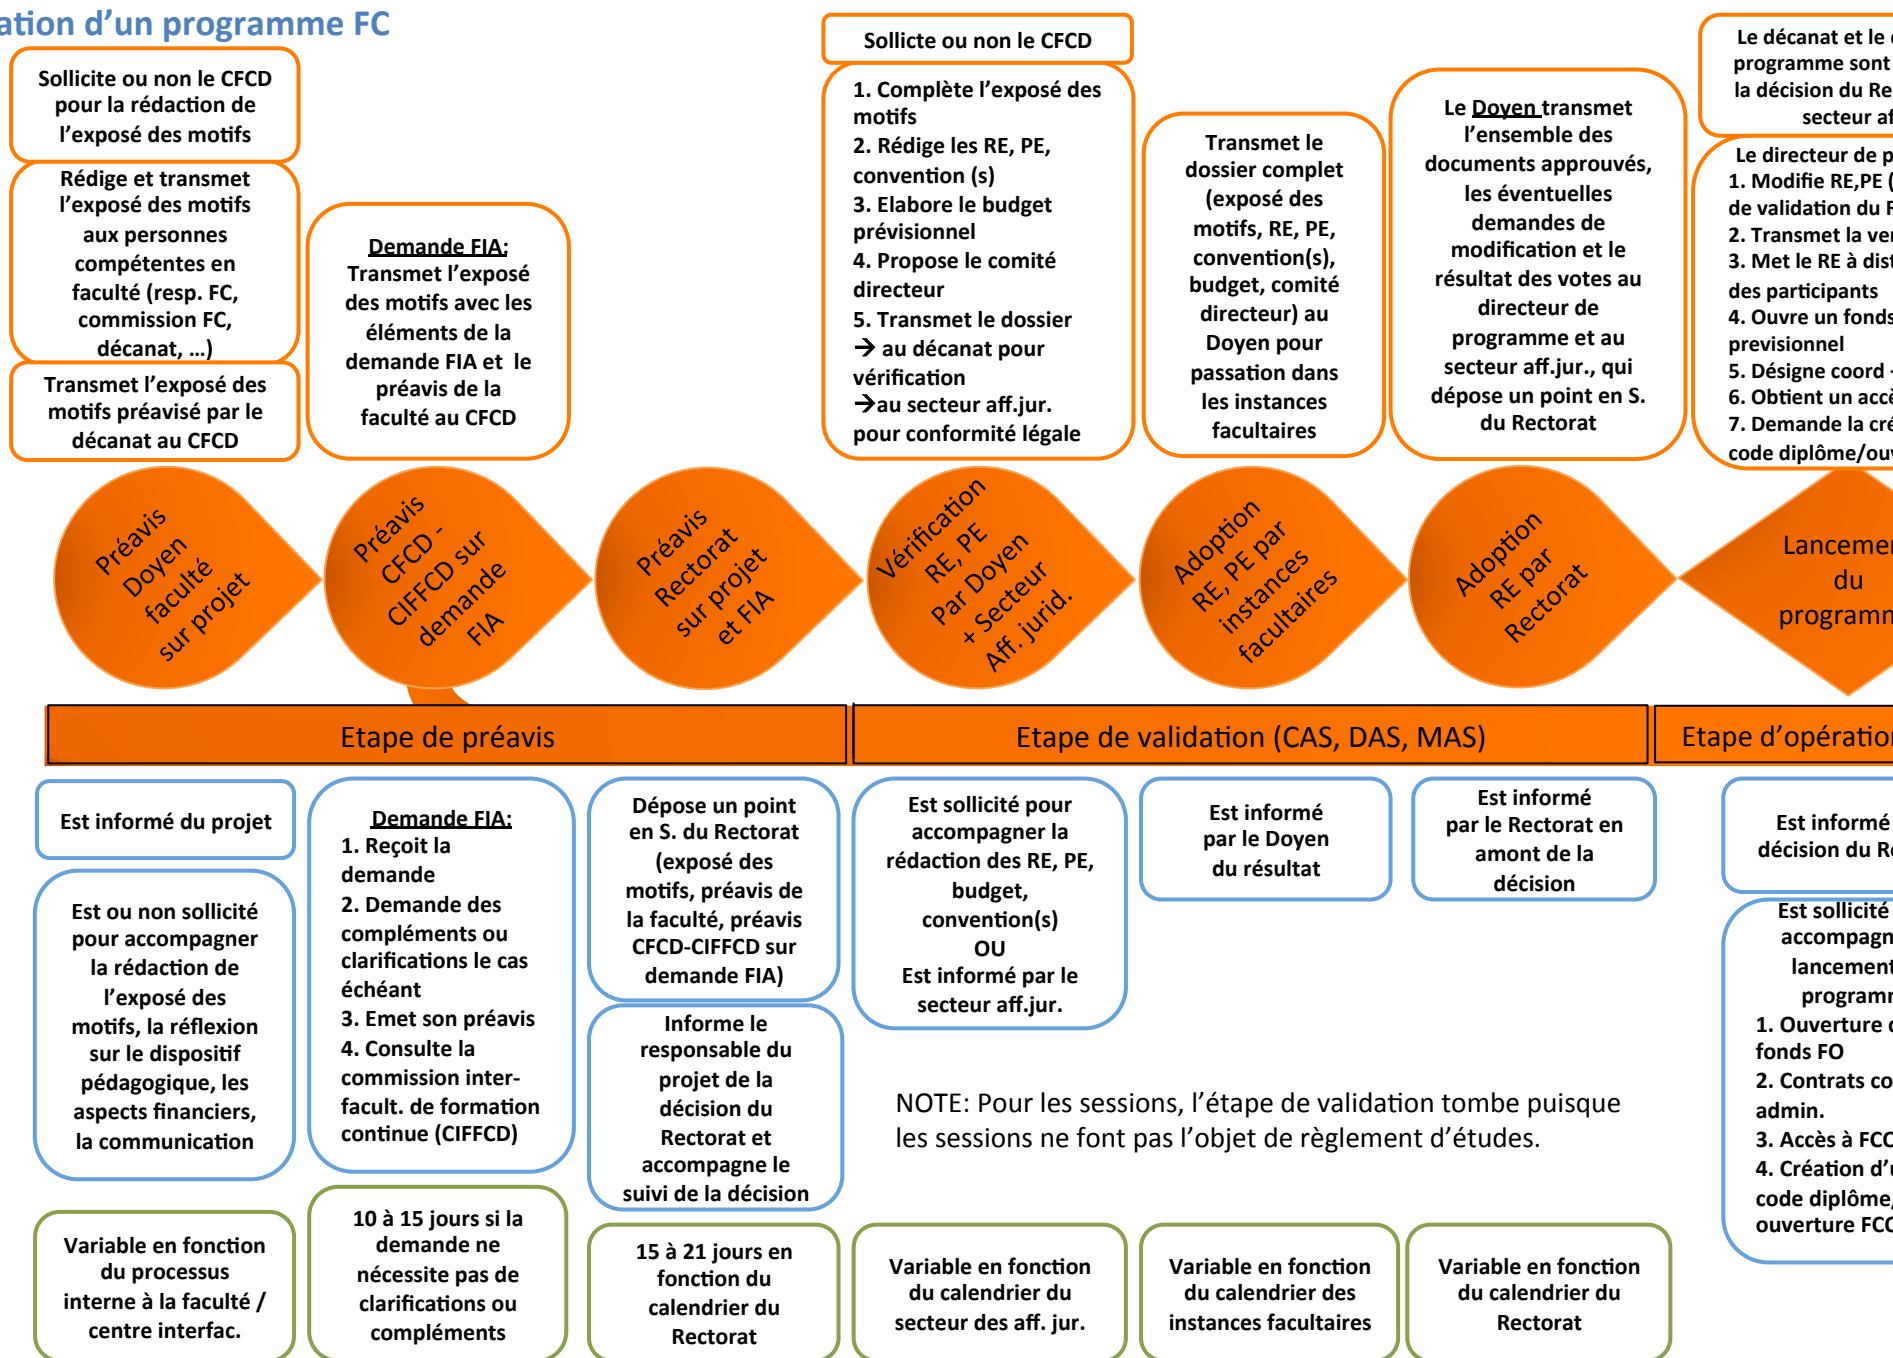 ation d'un programme FC
Sollicite ou non le CFCD
pour la rédaction de
l'exposé des motifs
Rédige et transmet
l'exposé des motifs
aux personnes
compétentes en
faculté (resp. FC,
commission FC,
décanat, ...)
Transmet l'exposé des
motifs préavisé par le
décanat au CFCD
Demande FIA:
Transmet l'exposé
des motifs avec les
éléments de la
demande FIA et le
préavis de la
faculté au CFCD
Sollicte ou non le CFCD
1. Complète l'exposé des
motifs
2. Rédige les RE, PE,
convention (s)
3. Elabore le budget
prévisionnel
4. Propose le comité
directeur
5. Transmet le dossier
→ au décanat pour
vérification
→au secteur aff.jur.
pour conformité légale
Transmet le
dossier complet
(exposé des
motifs, RE, PE,
convention(s),
budget, comité
directeur) au
Doyen pour
passation dans
les instances
facultaires
Le Doyen transmet
l'ensemble des
documents approuvés,
les éventuelles
demandes de
modification et le
résultat des votes au
directeur de
programme et au
secteur aff.jur., qui
dépose un point en S.
du Rectorat
Le décanat et le
programme sont
la décision du Re
secteur af
Le directeur de p
1. Modifie RE,PE (
de validation du R
2. Transmet la ver
3. Met le RE à dist
des participants
4. Ouvre un fonds
previsionnel
5. Désigne coord
6. Obtient un accè
7. Demande la cré
code diplôme/ouv
Préavis
Doyen
faculté
sur projet
Préavis
CFCD -
CIFFCD sur
demande
FIA
Préavis
Rectorat
sur projet
et FIA
Vérification
RE, PE
Par Doyen
+ Secteur
Aff. jurid.
Adoption
RE, PE par
instances
facultaires
Adoption
RE par
Rectorat
Lancemen
du
programm
Etape de préavis
Etape de validation (CAS, DAS, MAS)
Etape d'opération
Est informé du projet
Est ou non sollicité
pour accompagner
la rédaction de
l'exposé des
motifs, la réflexion
sur le dispositif
pédagogique, les
aspects financiers,
la communication
Demande FIA:
1. Reçoit la
demande
2. Demande des
compléments ou
clarifications le cas
échéant
3. Emet son préavis
4. Consulte la
commission inter-
facult. de formation
continue (CIFFCD)
Dépose un point
en S. du Rectorat
(exposé des
motifs, préavis de
la faculté, préavis
CFCD-CIFFCD sur
demande FIA)
Informe le
responsable du
projet de la
décision du
Rectorat et
accompagne le
suivi de la décision
Est sollicité pour
accompagner la
rédaction des RE, PE,
budget,
convention(s)
OU
Est informé par le
secteur aff.jur.
Est informé
par le Doyen
du résultat
Est informé
par le Rectorat en
amont de la
décision
Est informé
décision du Re
Est sollicité
accompagn
lancement
programm
1. Ouverture d
fonds FO
2. Contrats co
admin.
3. Accès à FCC
4. Création d'u
code diplôme,
ouverture FCC
NOTE: Pour les sessions, l'étape de validation tombe puisque
les sessions ne font pas l'objet de règlement d'études.
Variable en fonction
du processus
interne à la faculté /
centre interfac.
10 à 15 jours si la
demande ne
nécessite pas de
clarifications ou
compléments
15 à 21 jours en
fonction du
calendrier du
Rectorat
Variable en fonction
du calendrier du
secteur des aff. jur.
Variable en fonction
du calendrier des
instances facultaires
Variable en fonction
du calendrier du
Rectorat